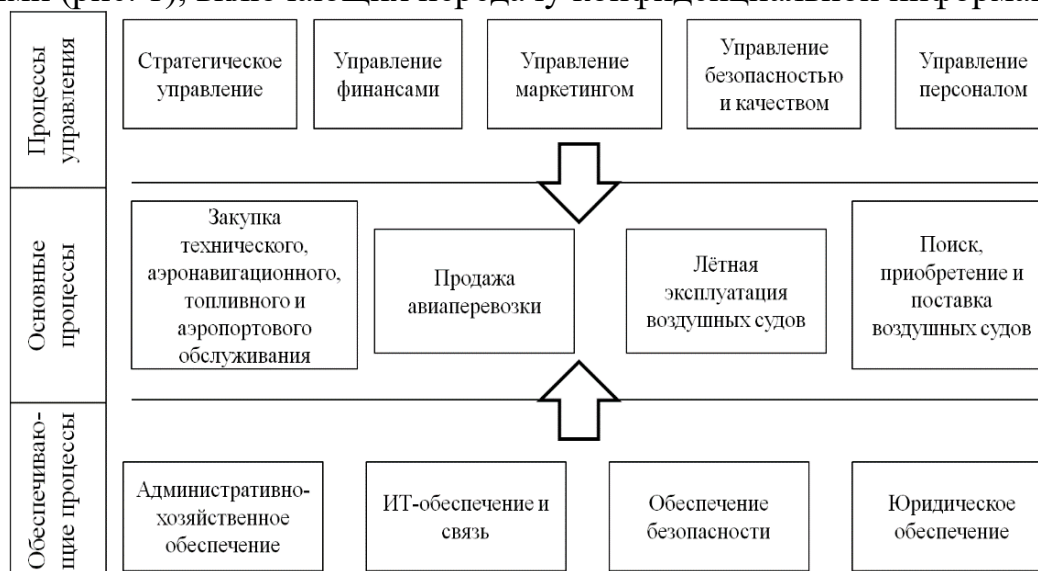 ми (рис. 1), включающих передачу конфиденциальной информа
Процессы
управления
Стратегическое
управление
Управление
финансами
Управление
маркетингом
Управление
безопасностью
и качеством
Управление
персоналом
Основные
процессы
Закупка
технического,
аэронавигационного,
топливного и
аэропортового
обслуживания
Продажа
авиаперевозки
Лётная
эксплуатация
воздушных судов
Поиск,
приобретение и
поставка
воздушных судов
Обеспечиваю-
щие процессы
Административно-
хозяйственное
обеспечение
ИТ-обеспечение и
связь
Обеспечение
безопасности
Юридическое
обеспечение